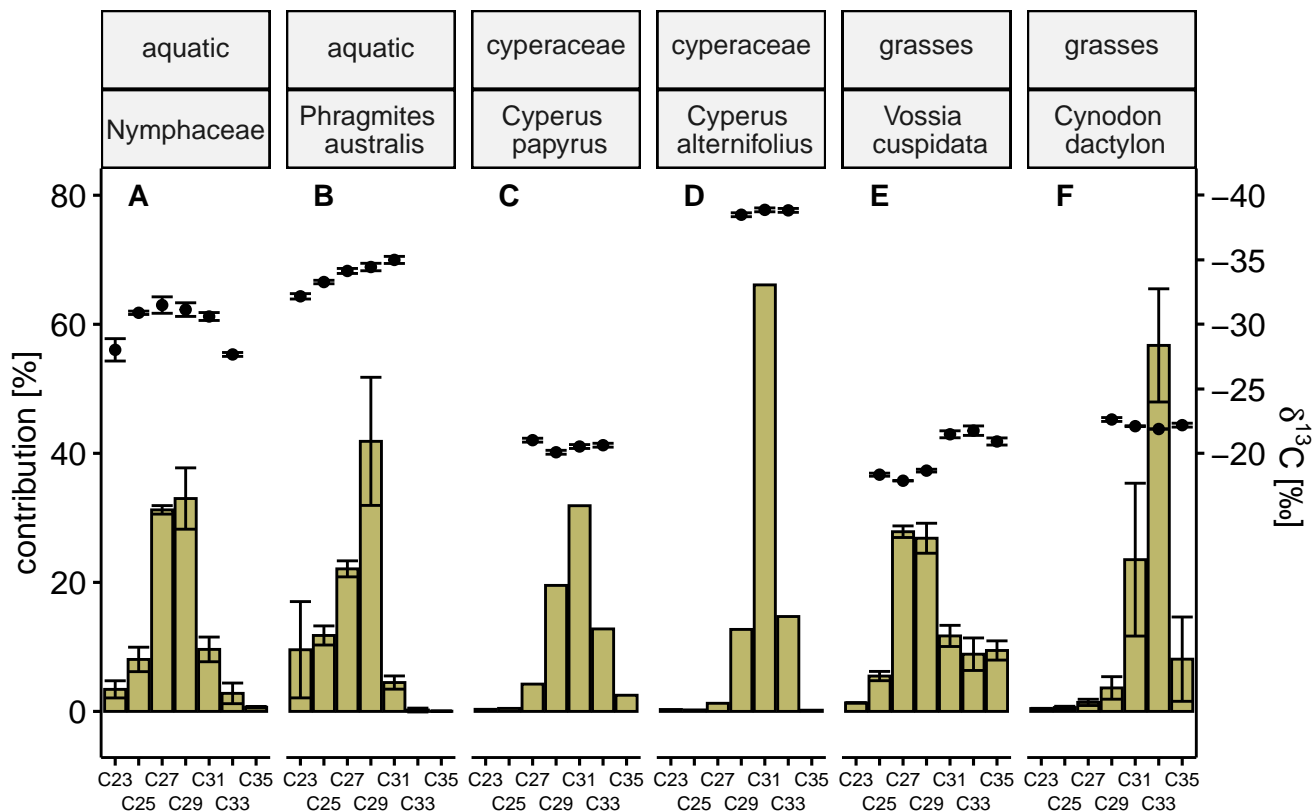 aquatic aquatic cyperaceae cyperaceae grasses grasses
Nymphaceae Phragmites australis Cyperus papyrus Cyperus alternifolius Vossia cuspidata Cynodon dactylon
A B C D E F
contribution [%]
80
60
40
20
0
–40
–35
–30
–25
–20
δ13C [‰]
C23 C27 C31 C35 C23 C27 C31 C35 C23 C27 C31 C35 C23 C27 C31 C35 C23 C27 C31 C35 C23 C27 C31 C35
C25 C29 C33 C25 C29 C33 C25 C29 C33 C25 C29 C33 C25 C29 C33 C25 C29 C33